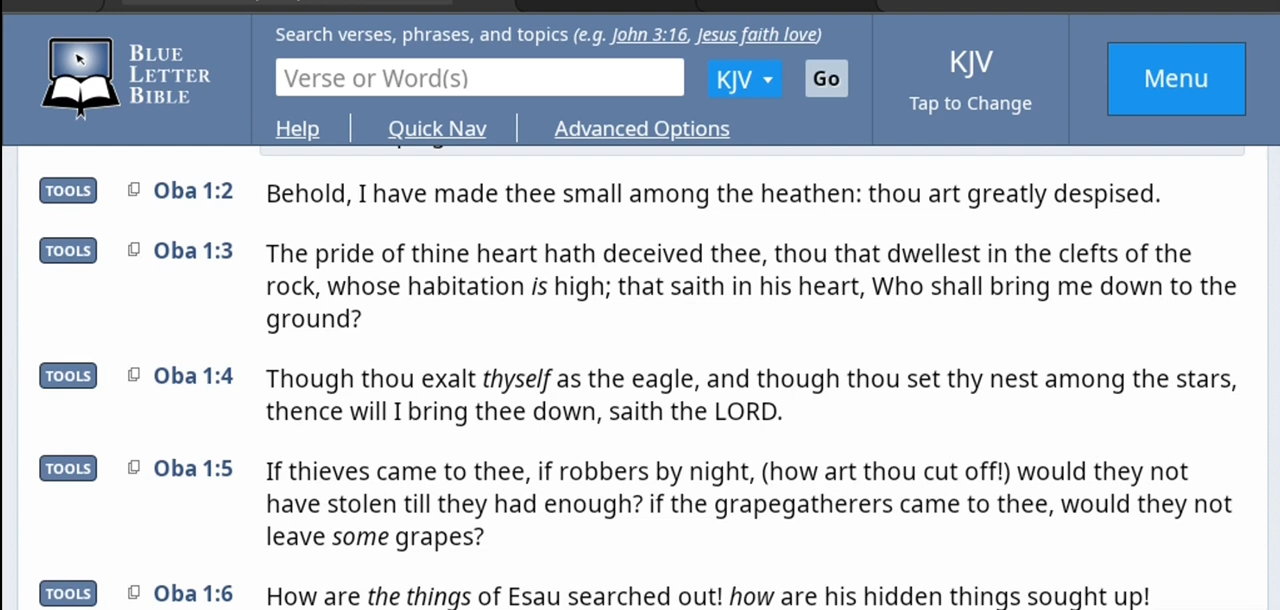 BLUE
LETTER
BIBLE
Search verses, phrases, and topics (e.g. John 3:16, Jesus faith love)
Verse or Word(s)
KJV
Go
Help
Quick Nav
Advanced Options
KJV
Tap to Change
Menu
TOOLS Oba 1:2 Behold, I have made thee small among the heathen: thou art greatly despised.
TOOLS Oba 1:3 The pride of thine heart hath deceived thee, thou that dwellest in the clefts of the
rock, whose habitation is high; that saith in his heart, Who shall bring me down to the
ground?
TOOLS Oba 1:4 Though thou exalt thyself as the eagle, and though thou set thy nest among the stars,
thence will I bring thee down, saith the LORD.
TOOLS Oba 1:5 If thieves came to thee, if robbers by night, (how art thou cut off!) would they not
have stolen till they had enough? if the grapegatherers came to thee, would they not
leave some grapes?
TOOLS Oba 1:6 How are the things of Esau searched out! how are his hidden things sought up!